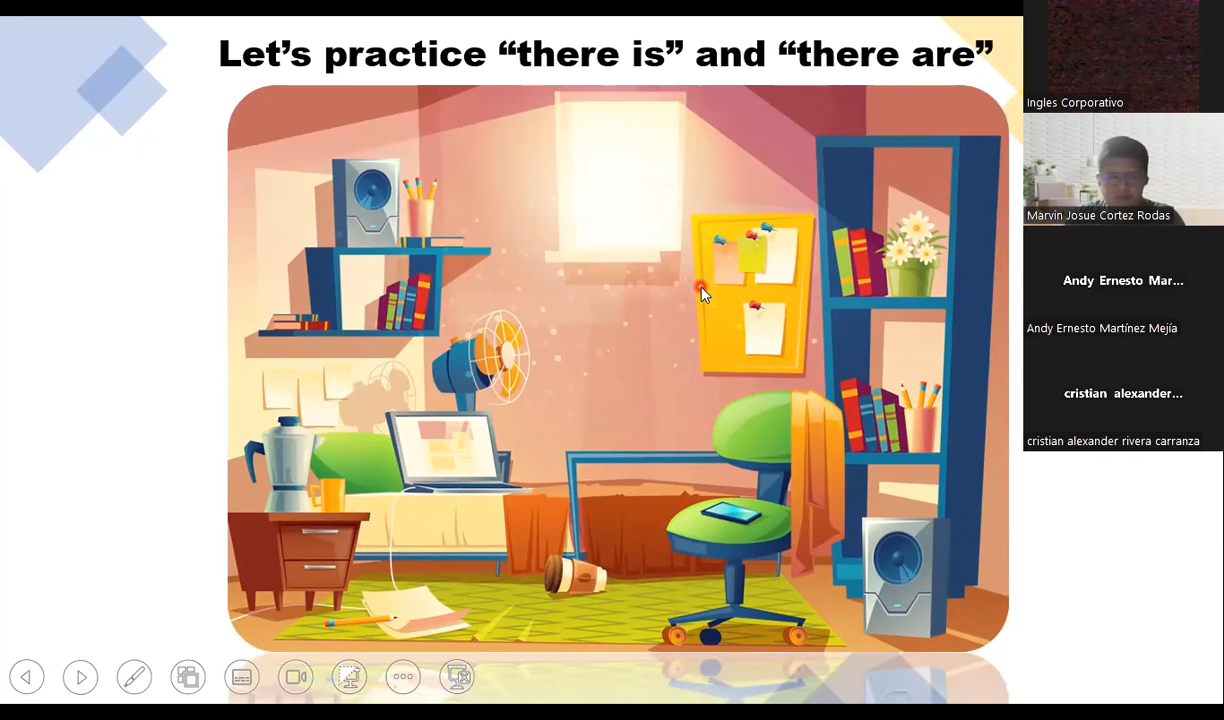 Let's practice “there is” and “there are”
Ingles Corporativo
Marvin Josue Cortez Rodas
Andy Ernesto Mar...
Andy Ernesto Martínez Mejía
cristian alexander...
cristian alexander rivera carranza